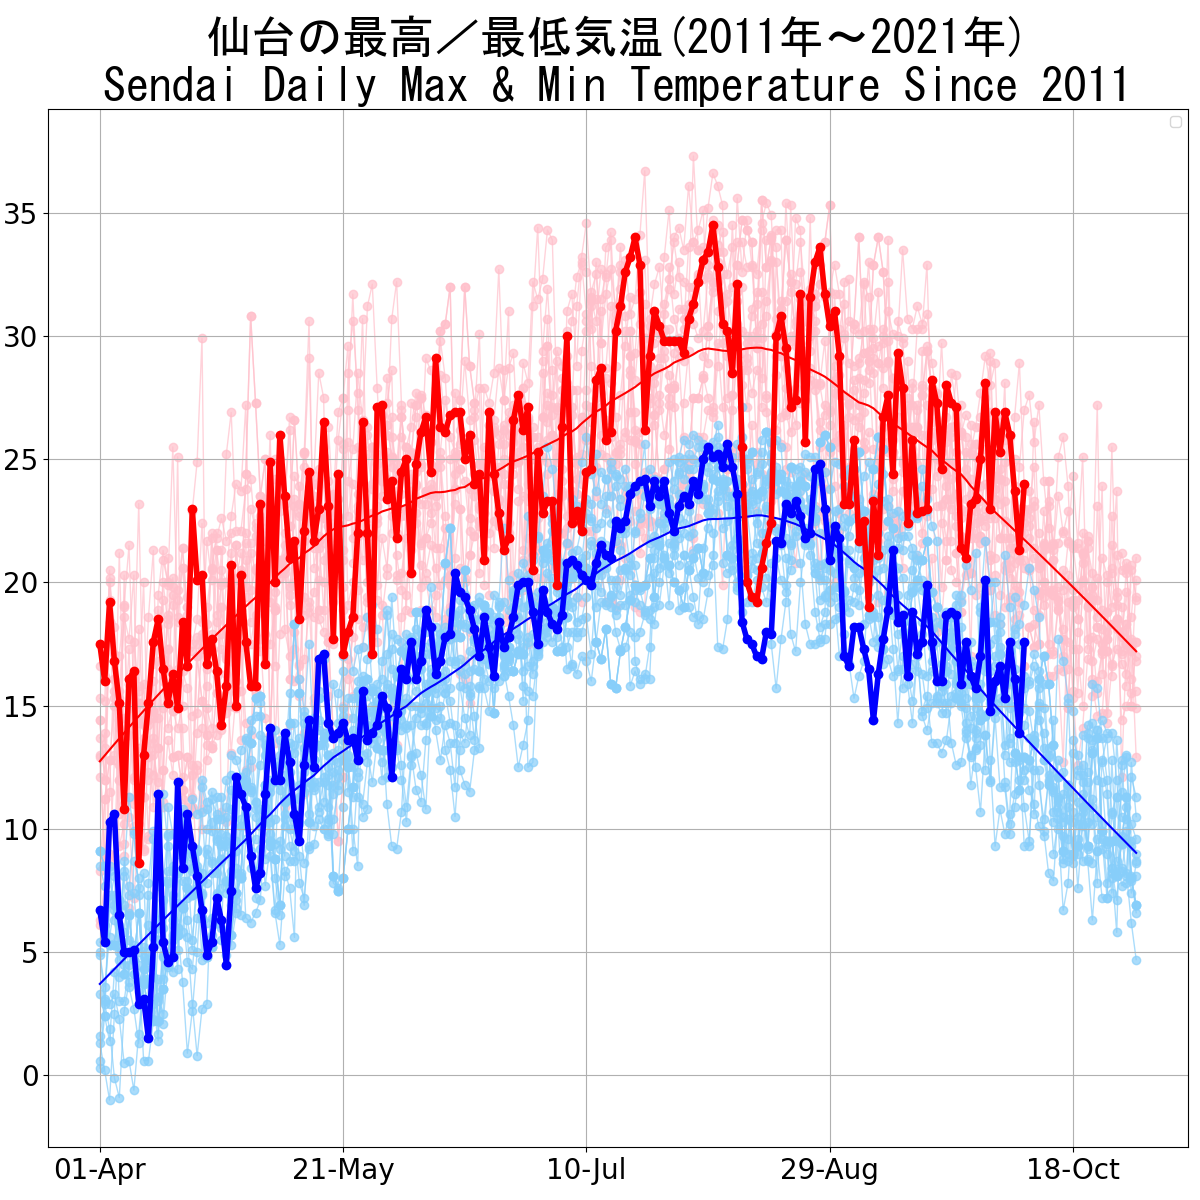 仙台の最高／最低気温(2011年～2021年)
Sendai Daily Max & Min Temperature Since 2011
35
30
25
20
15
10
5
0
01-Apr 21-May 10-Jul 29-Aug 18-Oct